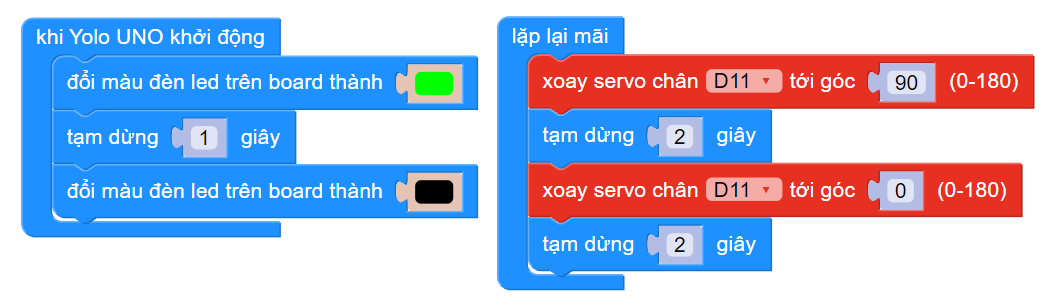 khi Yolo UNO khởi động
đổi màu đèn led trên board thành
tạm dừng 1 giây
đổi màu đèn led trên board thành
lặp lại mãi
xoay servo chân D11 tới góc 90 (0-180)
tạm dừng 2 giây
xoay servo chân D11 tới góc 0 (0-180)
tạm dừng 2 giây